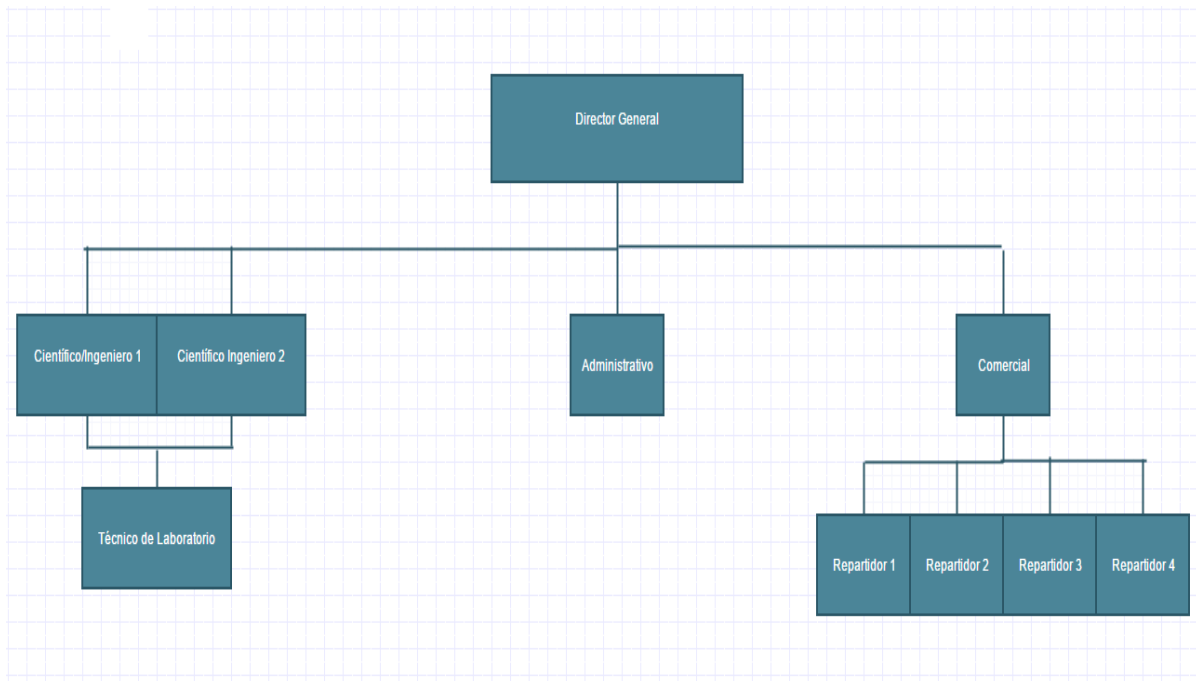 Director General
Científico/Ingeniero 1
Científico Ingeniero 2
Administrativo
Comercial
Técnico de Laboratorio
Repartidor 1
Repartidor 2
Repartidor 3
Repartidor 4